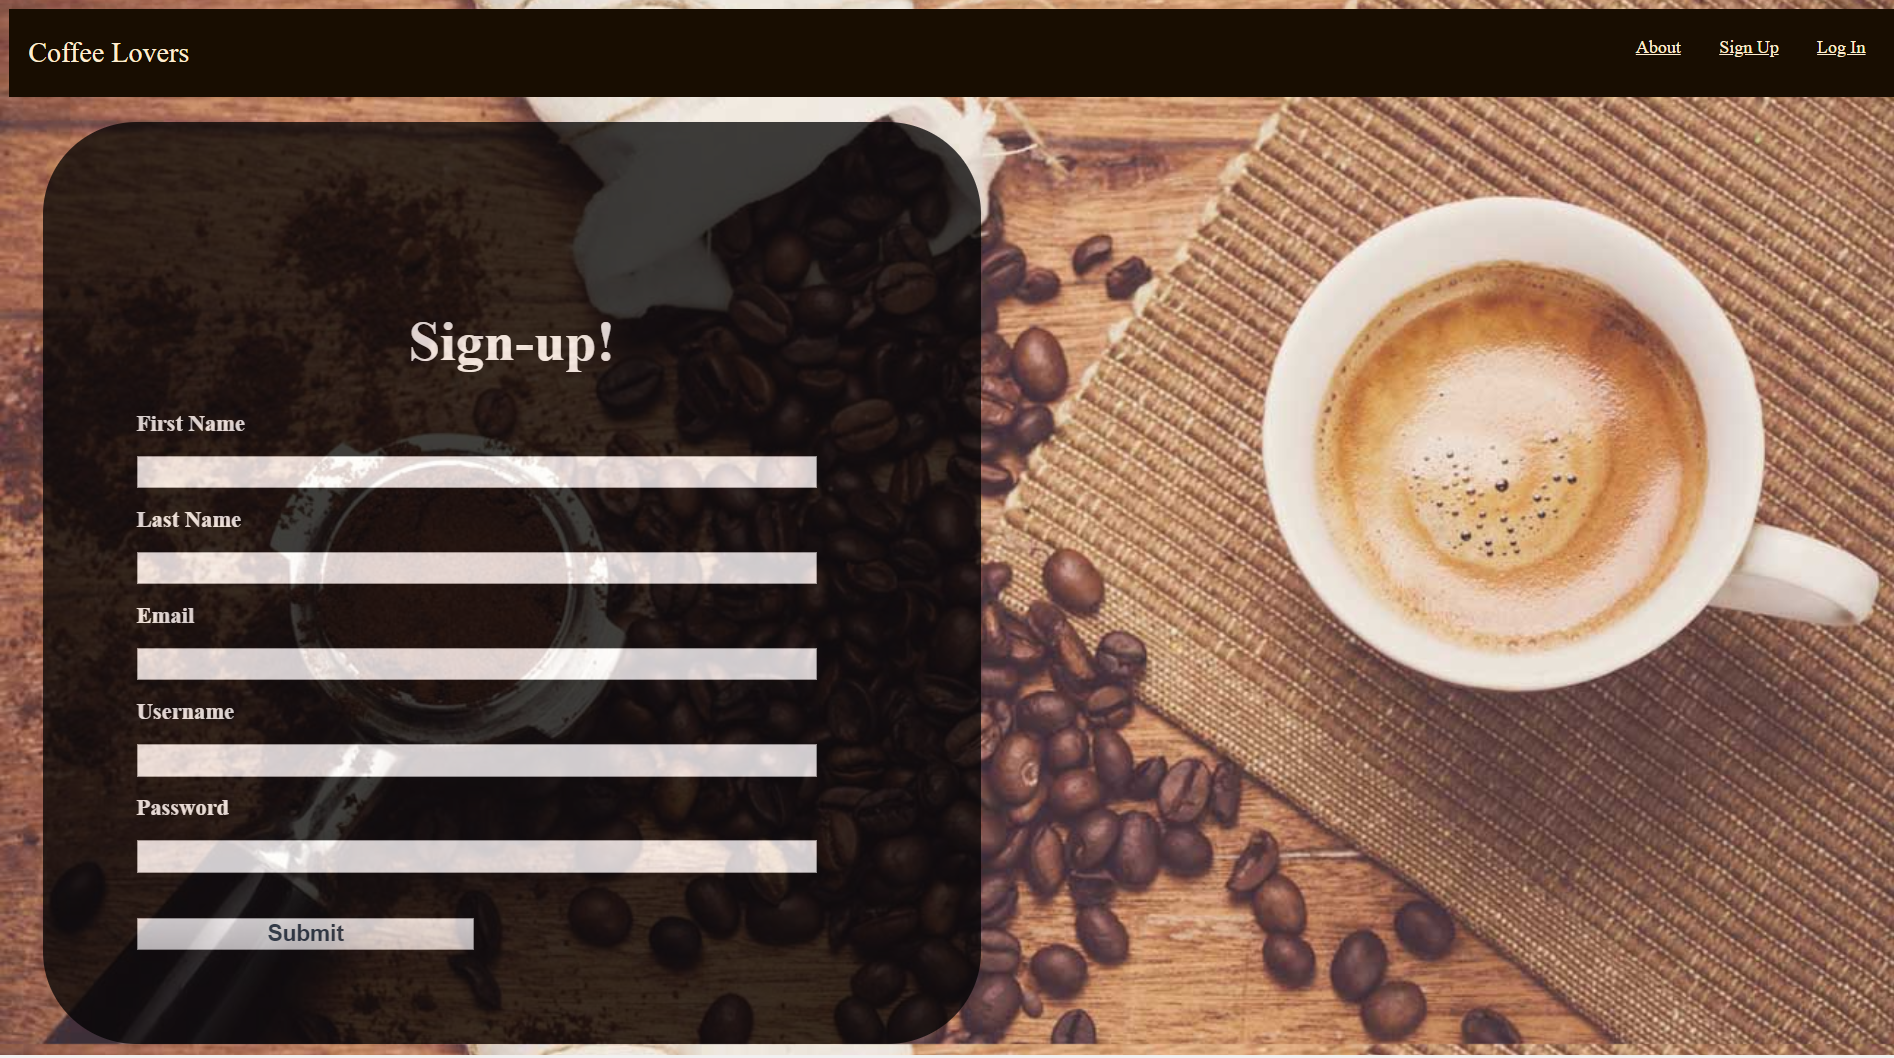 Coffee Lovers
About Sign Up Log In
Sign-up!
First Name
Last Name
Email
Username
Password
Submit